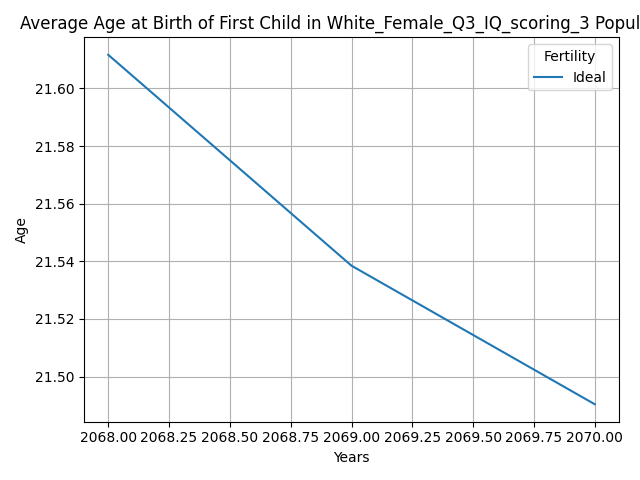 Average Age at Birth of First Child in White_Female_Q3_IQ_scoring_3 Popul
Fertility
Ideal
21.60
21.58
21.56
21.54
21.52
21.50
Age
2068.00 2068.25 2068.50 2068.75 2069.00 2069.25 2069.50 2069.75 2070.00
Years